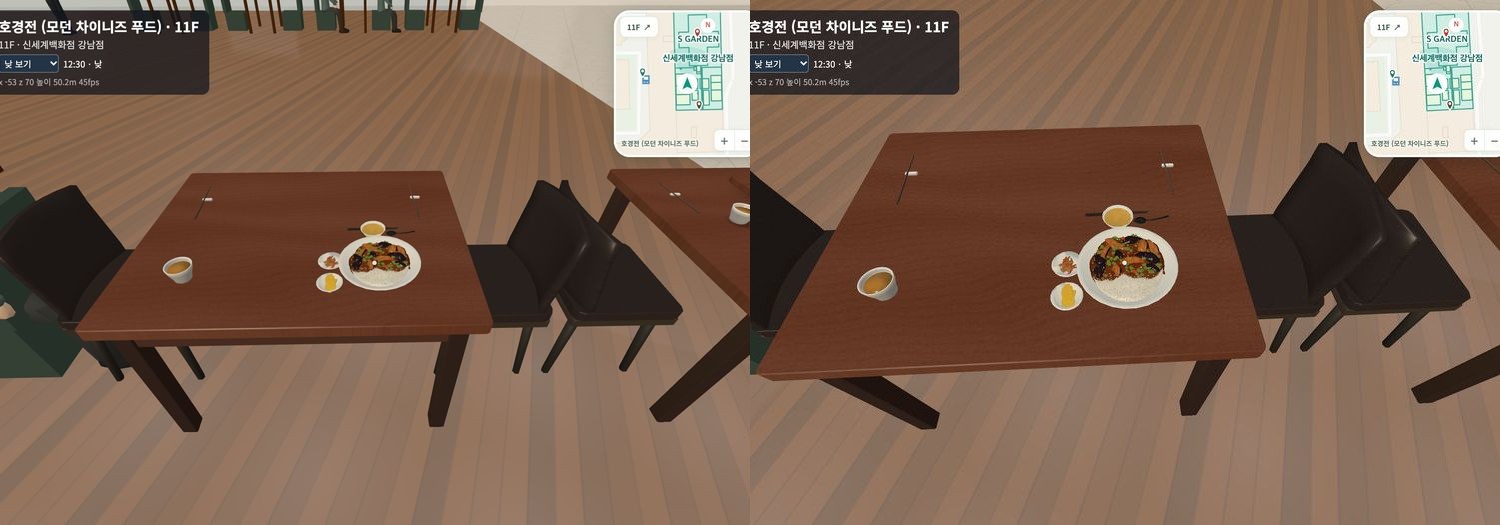 호경전 (모던 차이니즈 푸드) · 11F
11F · 신세계백화점 강남점
낮 보기 12:30 · 낮
x -53 z 70 높이 50.2m 45fps
11F ↗
N
S GARDEN
신세계백화점 강남점
호경전 (모던 차이니즈 푸드)
+ −
호경전 (모던 차이니즈 푸드) · 11F
11F · 신세계백화점 강남점
낮 보기 12:30 · 낮
x -53 z 70 높이 50.2m 45fps
11F ↗
N
S GARDEN
신세계백화점 강남점
호경전 (모던 차이니즈 푸드)
+ −